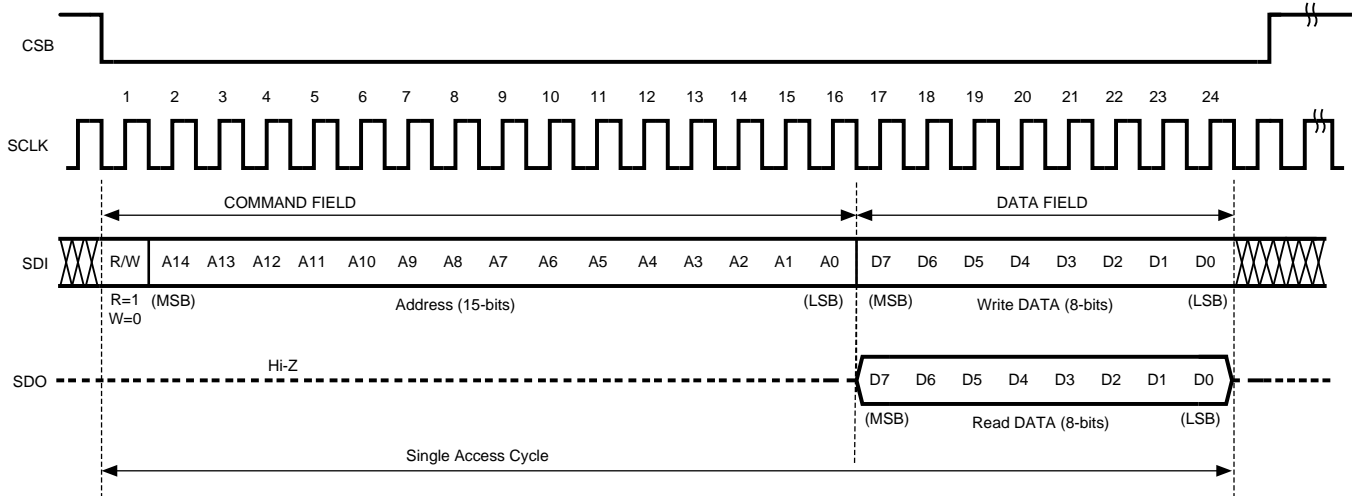 CSB
1 2 3 4 5 6 7 8 9 10 11 12 13 14 15 16 17 18 19 20 21 22 23 24
SCLK
COMMAND FIELD DATA FIELD
SDI R/W A14 A13 A12 A11 A10 A9 A8 A7 A6 A5 A4 A3 A2 A1 A0 D7 D6 D5 D4 D3 D2 D1 D0
R=1 (MSB) Address (15-bits) (LSB) (MSB) Write DATA (8-bits) (LSB)
W=0
Hi-Z
SDO D7 D6 D5 D4 D3 D2 D1 D0
(MSB) Read DATA (8-bits) (LSB)
Single Access Cycle